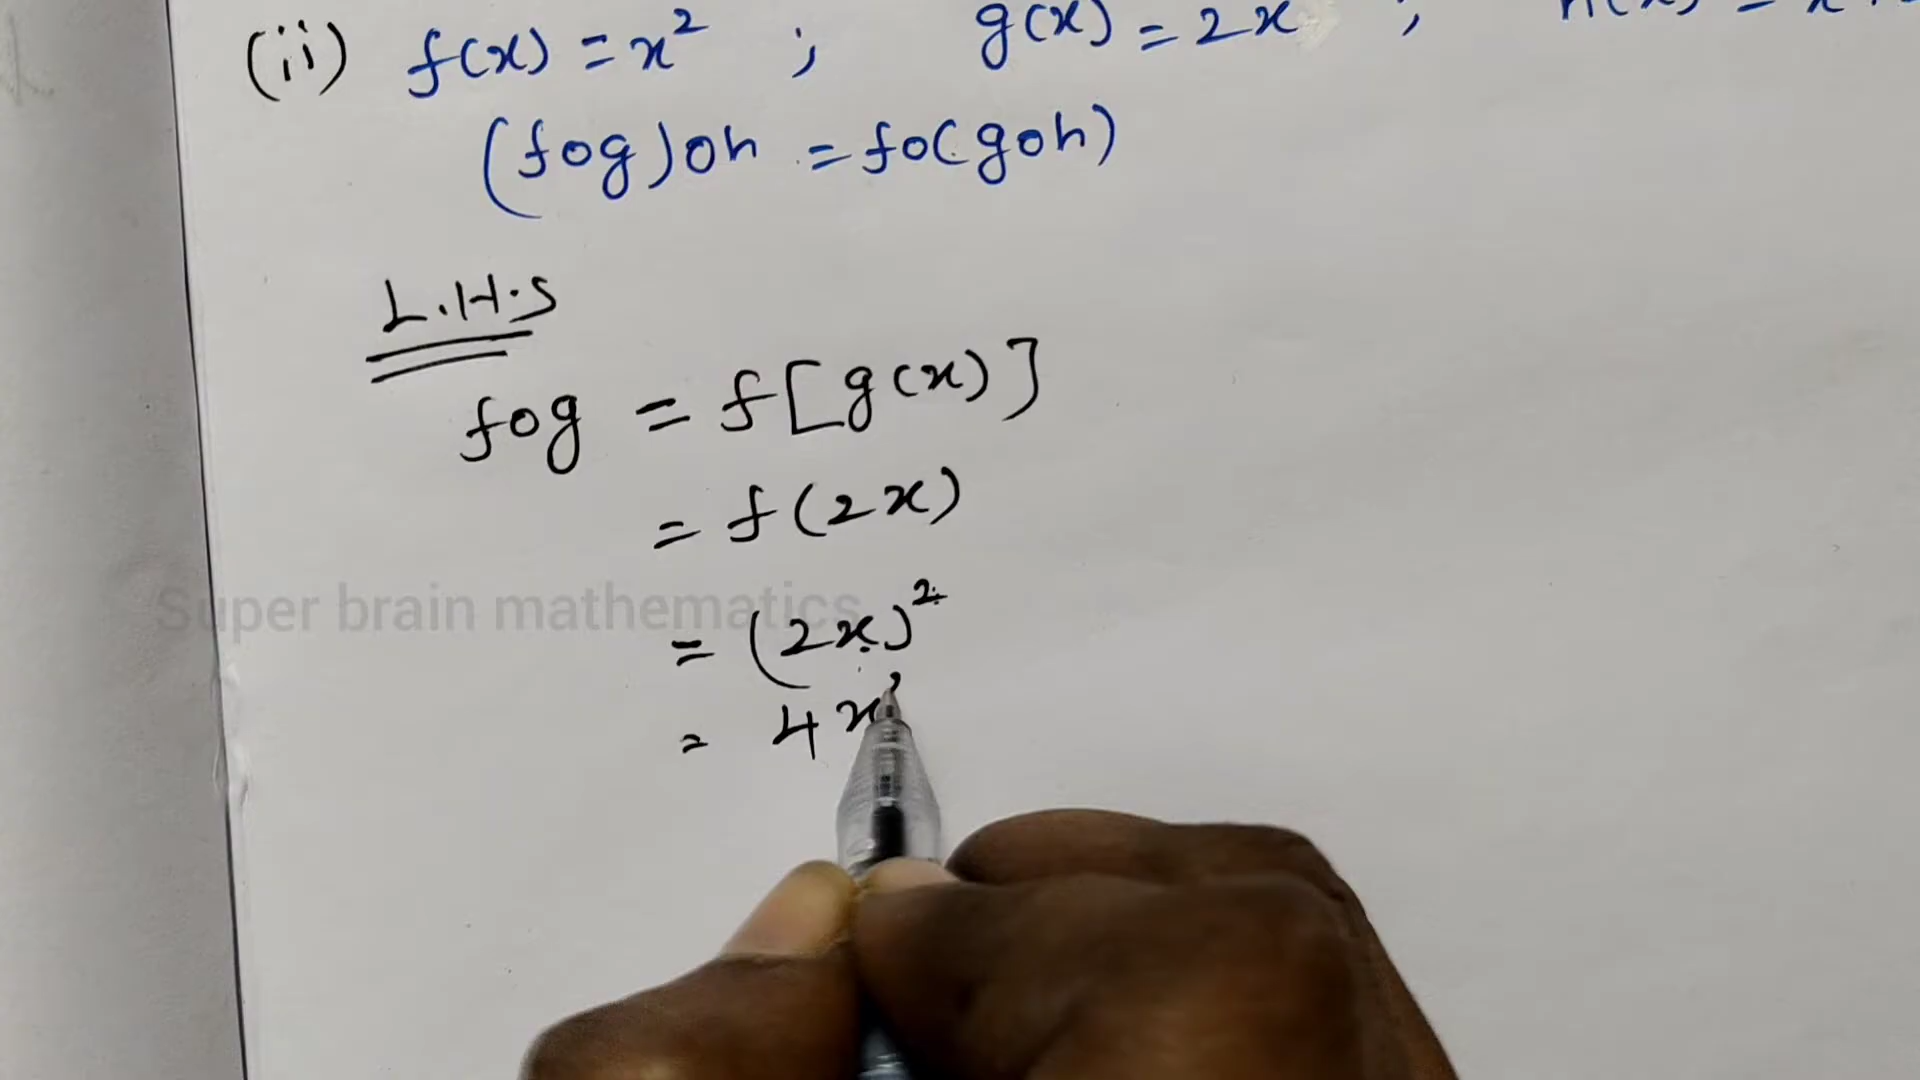 (ii) f(x) = x² ; g(x) = 2x ;
(fog)oh = fo(goh)
L.H.S
fog = f[g(x)]
= f(2x)
Super brain mathematics
= (2x)²
= 4x